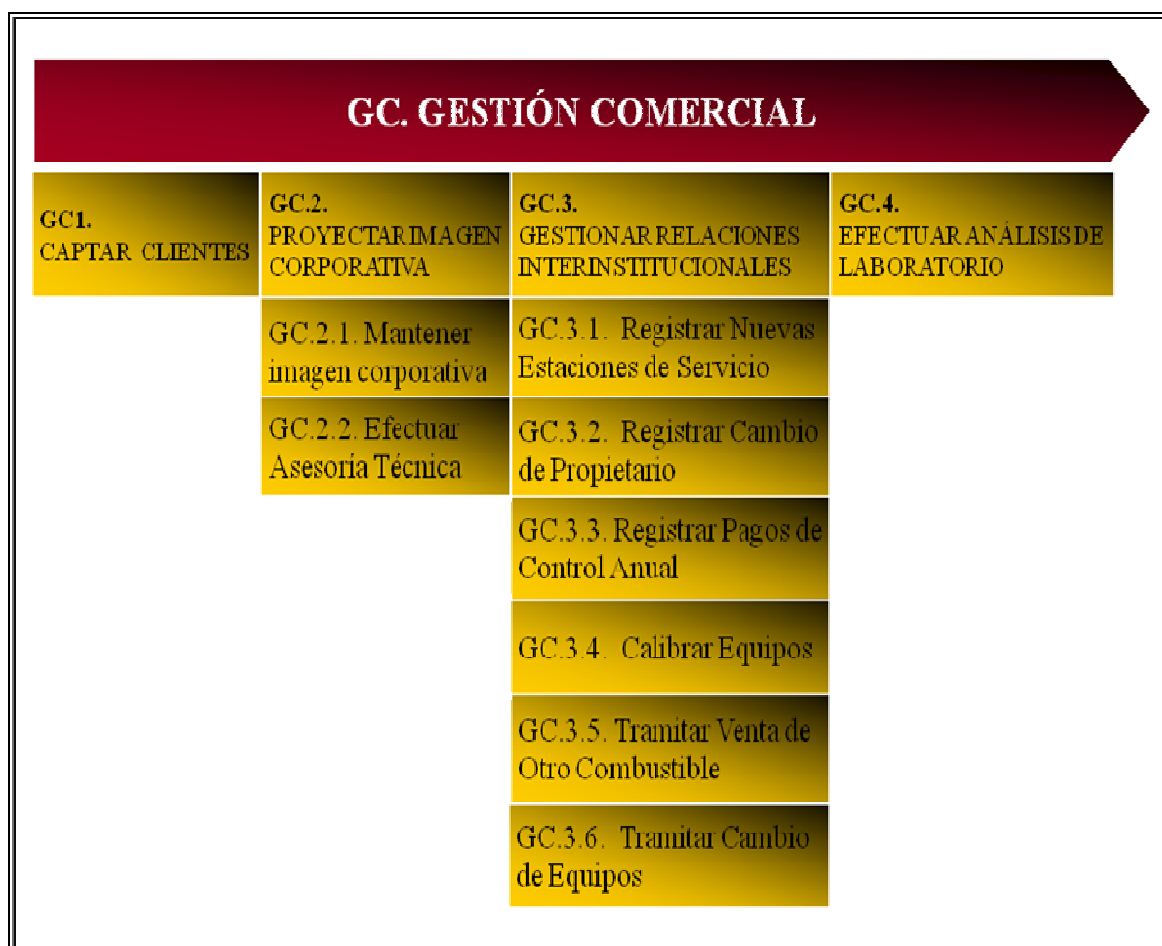 GC. GESTIÓN COMERCIAL
GC1.
CAPTAR CLIENTES
GC.2.
PROYECTAR IMAGEN
CORPORATIVA
GC.2.1. Mantener
imagen corporativa
GC.2.2. Efectuar
Asesoría Técnica
GC.3.
GESTIONAR RELACIONES
INTERINSTITUCIONALES
GC.3.1. Registrar Nuevas
Estaciones de Servicio
GC.3.2. Registrar Cambio
de Propietario
GC.3.3. Registrar Pagos de
Control Anual
GC.3.4. Calibrar Equipos
GC.3.5. Tramitar Venta de
Otro Combustible
GC.3.6. Tramitar Cambio
de Equipos
GC.4.
EFECTUAR ANÁLISIS DE
LABORATORIO